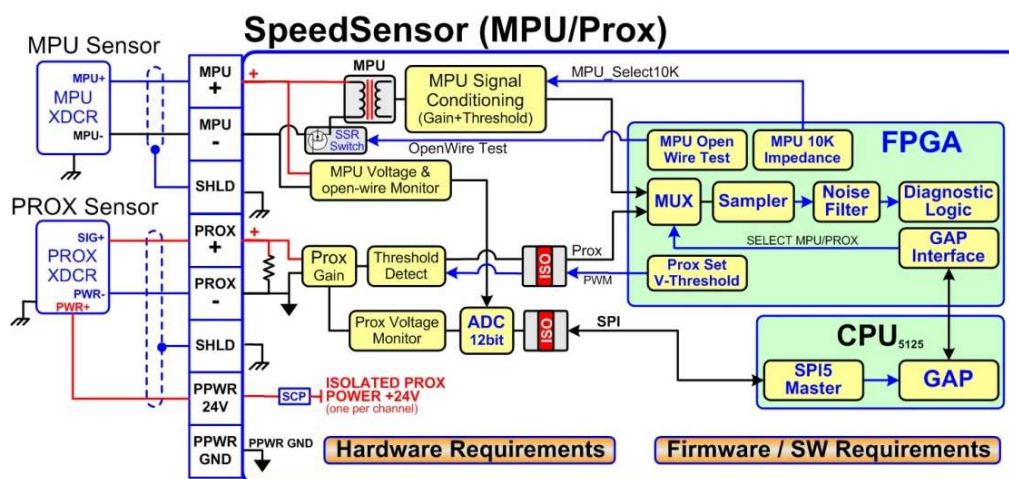 SpeedSensor (MPU/Prox)
MPU Sensor
MPU+
MPU
XDCR
MPU-
PROX Sensor
SIG+
PROX
XDCR
PWR-
PWR+
MPU
+
MPU
-
SHLD
PROX
+
PROX
-
SHLD
PPWR
24V
PPWR
GND
+
MPU
SSR
Switch
MPU Signal
Conditioning
(Gain+Threshold)
MPU_Select10K
OpenWire Test
MPU Voltage &
open-wire Monitor
+
Prox
Gain
Threshold
Detect
ISO
Prox
PWM
Prox Voltage
Monitor
ADC
12bit
ISO
SPI
SCP
ISOLATED PROX
POWER +24V
(one per channel)
PPWR GND
FPGA
MPU Open
Wire Test
MPU 10K
Impedance
MUX
Sampler
Noise
Filter
Diagnostic
Logic
SELECT MPU/PROX
GAP
Interface
Prox Set
V-Threshold
CPU5125
SPI5
Master
GAP
Hardware Requirements
Firmware / SW Requirements